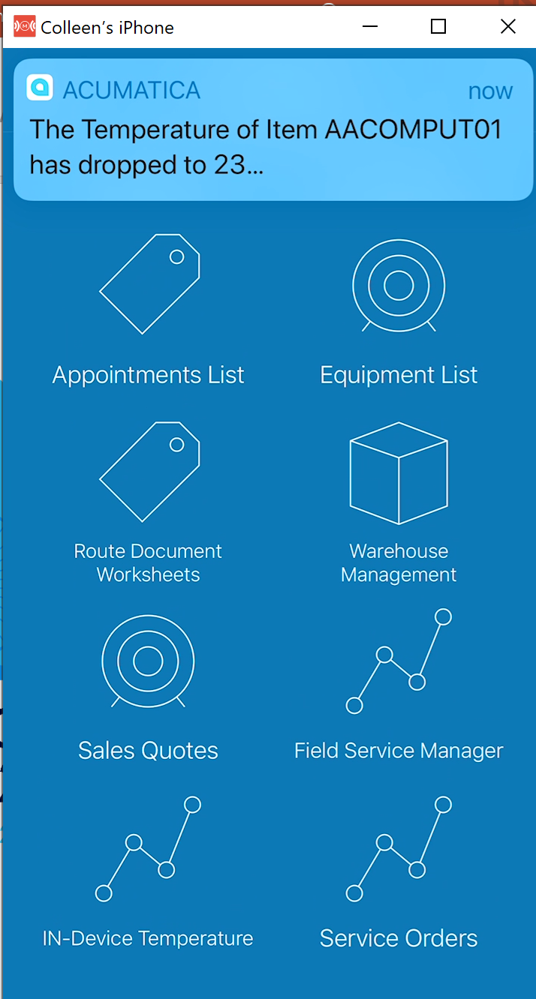 Colleen’s iPhone
ACUMATICA now
The Temperature of Item AACOMPUT01
has dropped to 23...
Appointments List
Equipment List
Route Document
Worksheets
Warehouse
Management
Sales Quotes
Field Service Manager
IN-Device Temperature
Service Orders